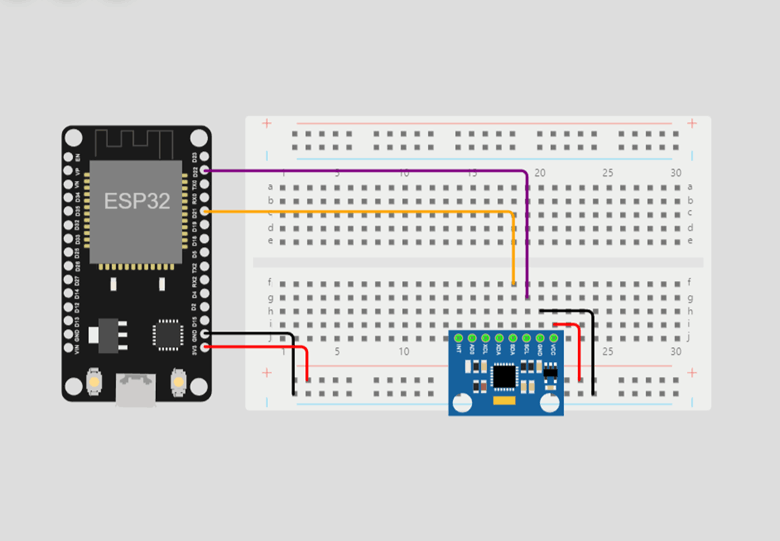 ESP32
EN
VP
VN
D34
D35
D32
D33
D25
D26
D27
D14
D12
D13
GND
VIN
D23
D22
TX0
RX0
D21
D19
D18
D5
TX2
RX2
D4
D2
D15
GND
3V3
+ +
1 5 10 15 20 25 30
a a
b b
c c
d d
e e
f f
g g
h h
i i
j j
1 5 10 25 30
+ +
INT
AD0
XCL
XDA
SDA
SCL
GND
VCC